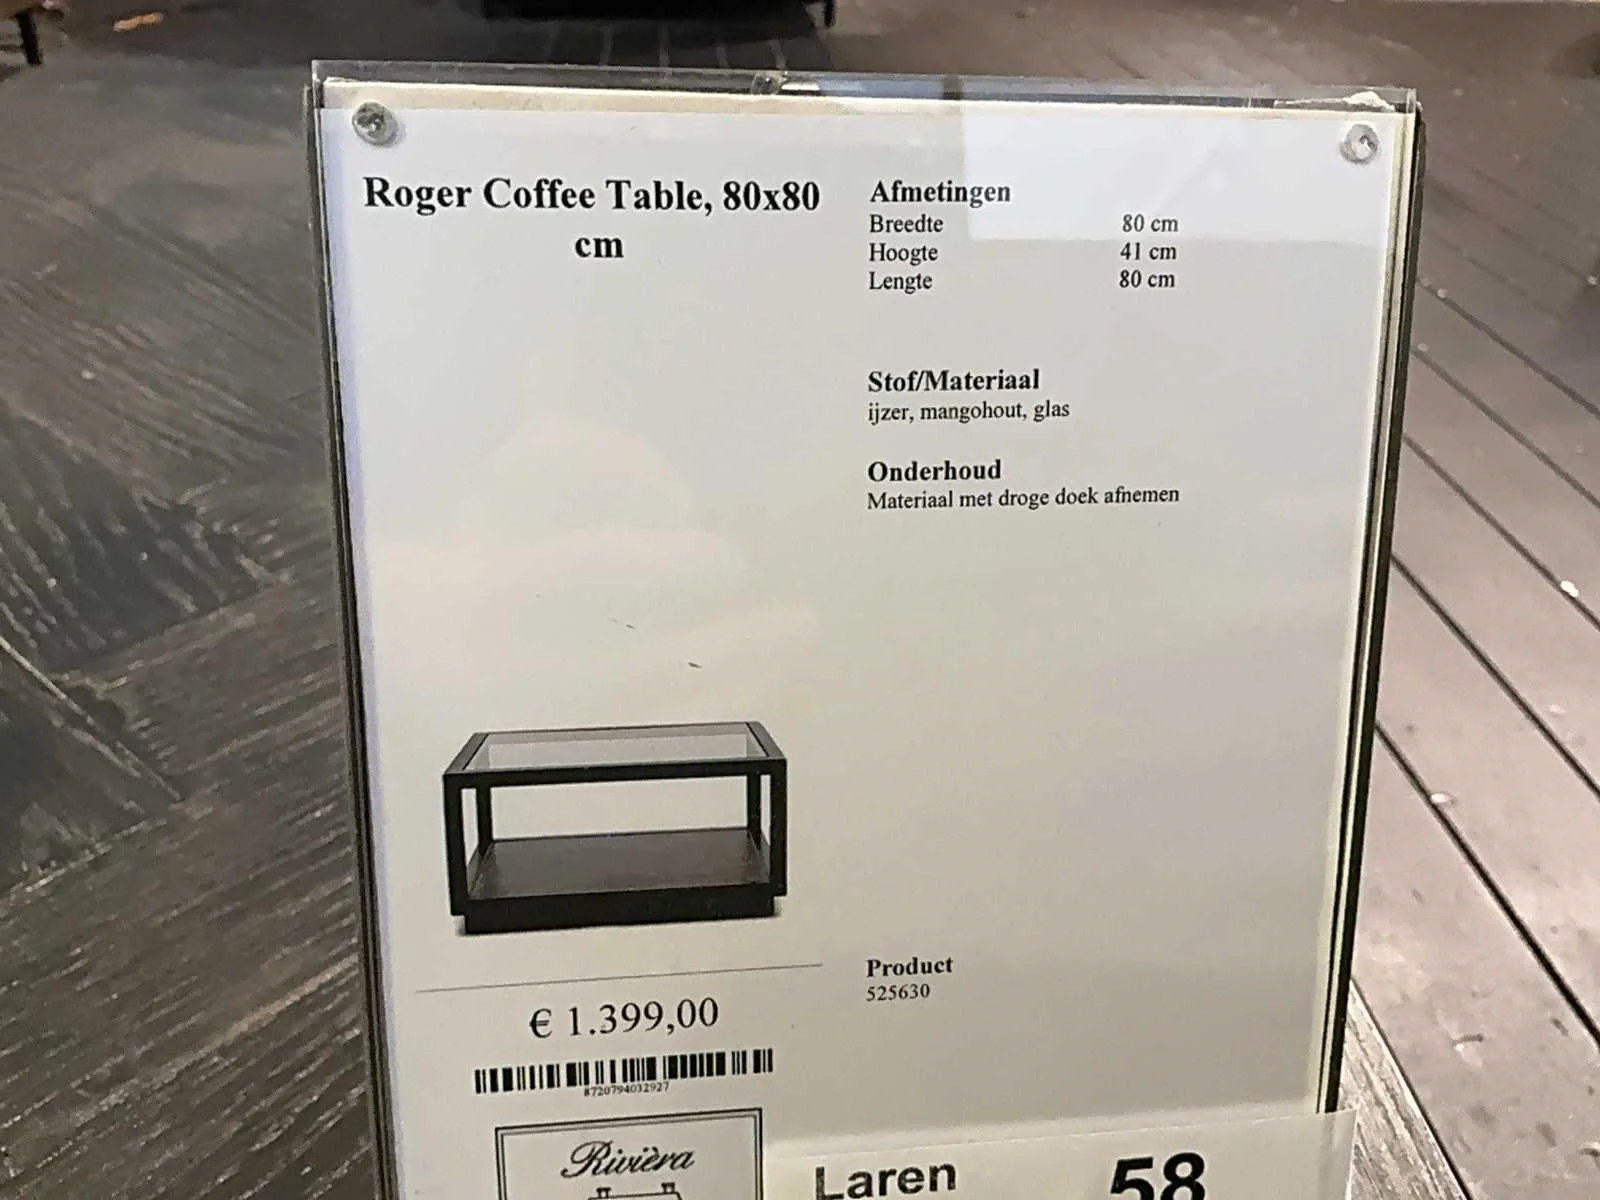 Roger Coffee Table, 80x80
cm
Afmetingen
Breedte 80 cm
Hoogte 41 cm
Lengte 80 cm
Stof/Materiaal
ijzer, mangohout, glas
Onderhoud
Materiaal met droge doek afnemen
Product
525630
€ 1.399,00
8720794032927
Rivièra
Laren 58